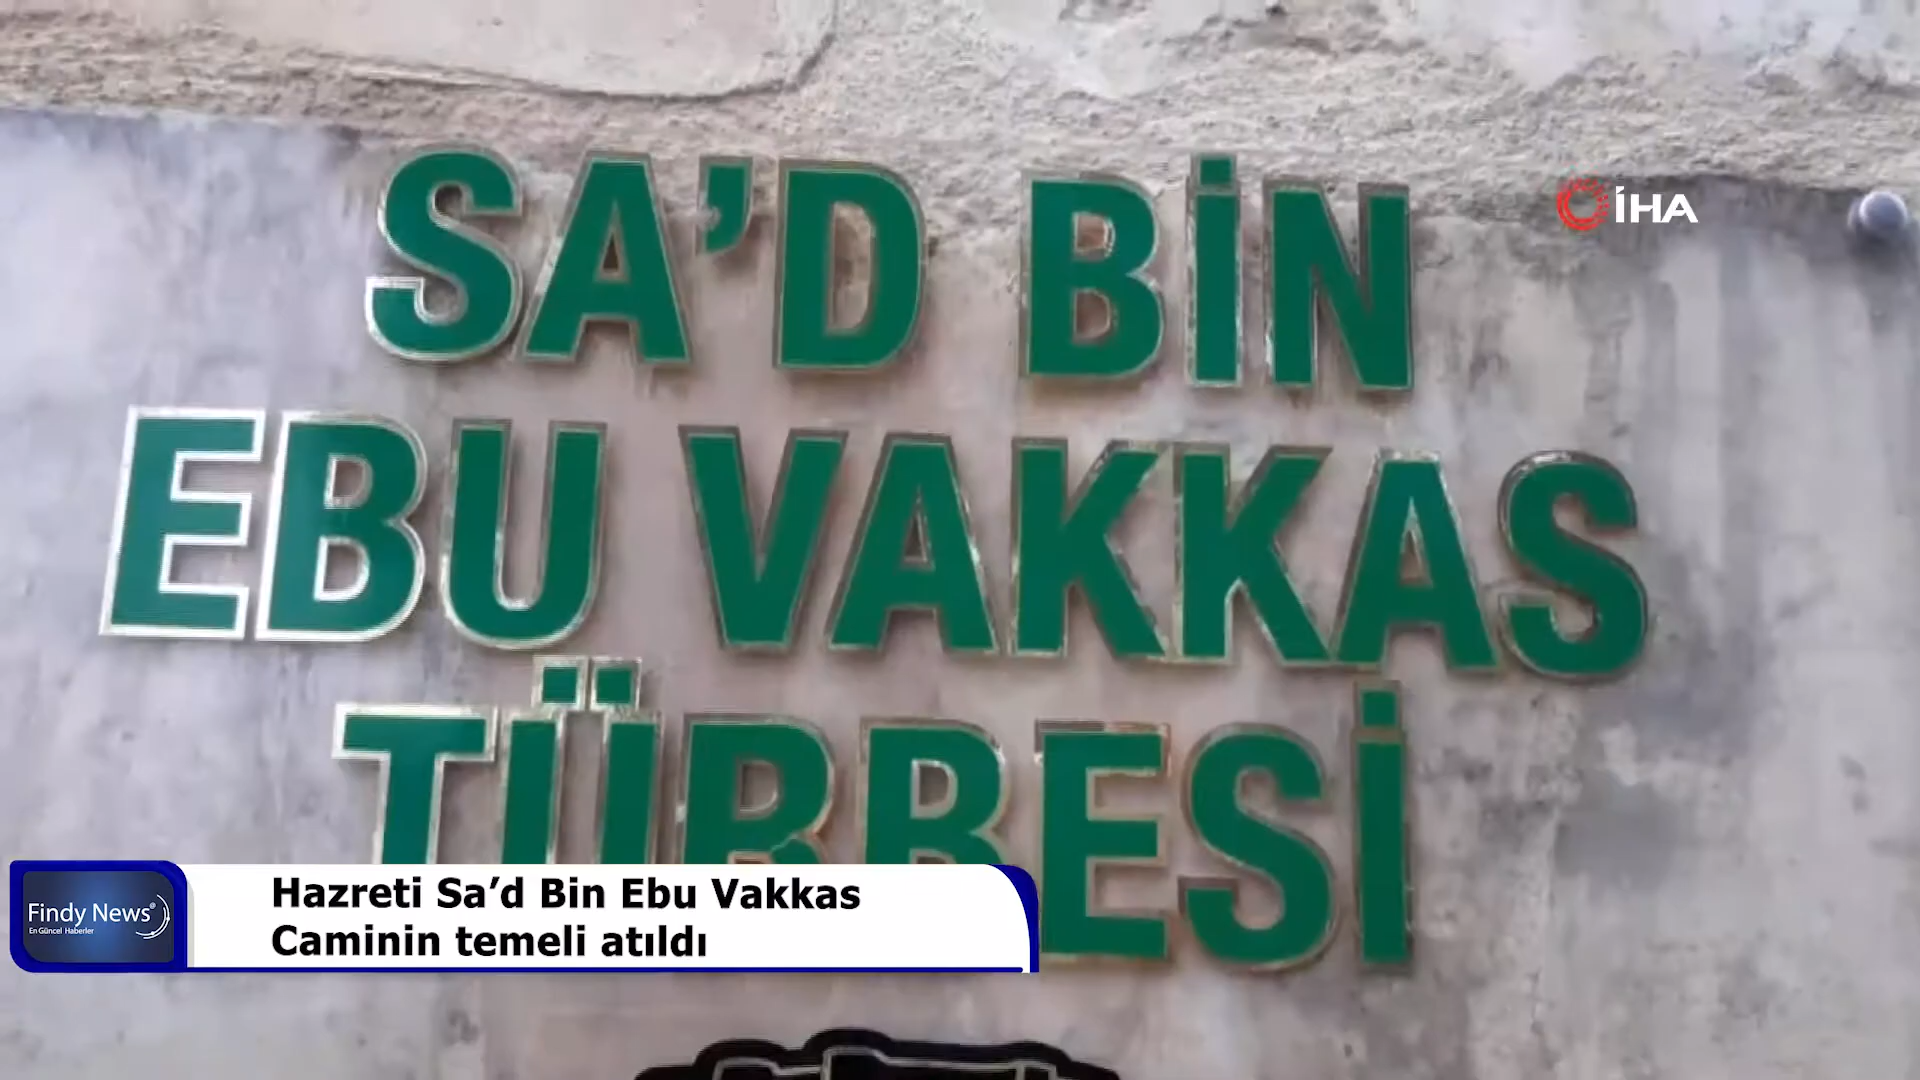 SA'D BİN
İHA
EBU VAKKAS
TÜRBESİ
Hazreti Sa’d Bin Ebu Vakkas
Caminin temeli atıldı
Findy News
En Güncel Haberler